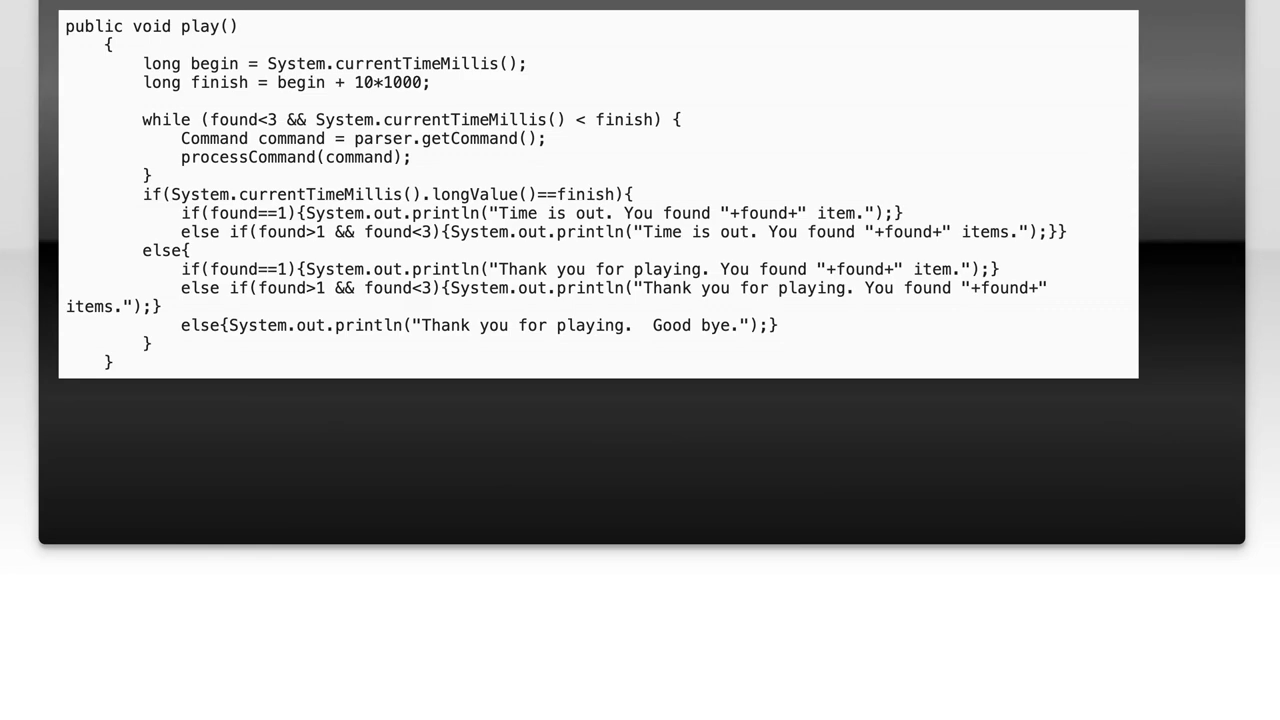 public void play()
    {
        long begin = System.currentTimeMillis();
        long finish = begin + 10*1000;

        while (found<3 && System.currentTimeMillis() < finish) {
            Command command = parser.getCommand();
            processCommand(command);
        }
        if(System.currentTimeMillis().longValue()==finish){
            if(found==1){System.out.println("Time is out. You found "+found+" item.");}
            else if(found>1 && found<3){System.out.println("Time is out. You found "+found+" items.");}}
        else{
            if(found==1){System.out.println("Thank you for playing. You found "+found+" item.");}
            else if(found>1 && found<3){System.out.println("Thank you for playing. You found "+found+"
items.");}
            else{System.out.println("Thank you for playing.  Good bye.");}
        }
    }